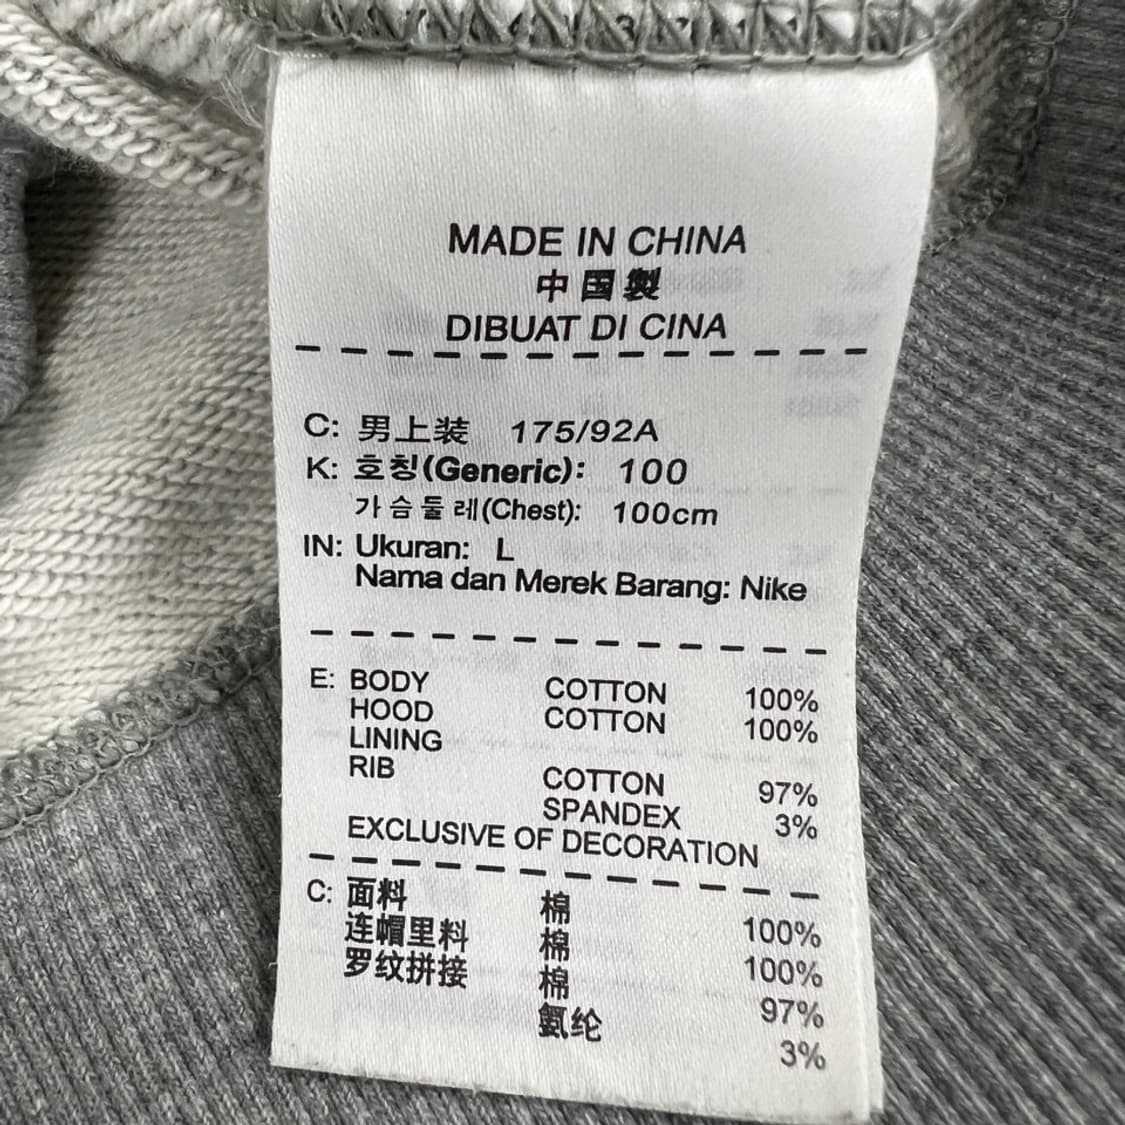 MADE IN CHINA
中国製
DIBUAT DI CINA
C: 男上装 175/92A
K: 호칭(Generic): 100
가슴둘레(Chest): 100cm
IN: Ukuran: L
Nama dan Merek Barang: Nike
E: BODY COTTON 100%
HOOD COTTON 100%
LINING
RIB COTTON 97%
SPANDEX 3%
EXCLUSIVE OF DECORATION
C: 面料 棉 100%
连帽里料 棉 100%
罗纹拼接 棉 97%
氨纶 3%